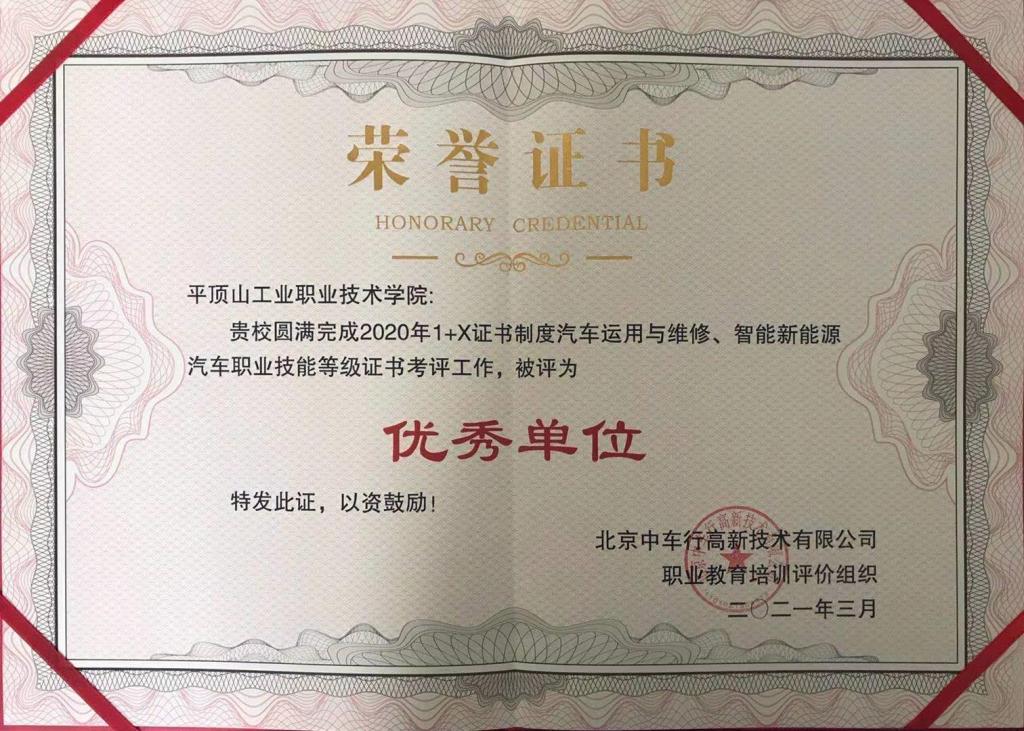 荣誉证书
HONORARY CREDENTIAL
平顶山工业职业技术学院:
贵校圆满完成2020年1+X证书制度汽车运用与维修、智能新能源
汽车职业技能等级证书考评工作，被评为
优秀单位
特发此证，以资鼓励！
北京中车行高新技术有限公司
职业教育培训评价组织
二〇二一年三月